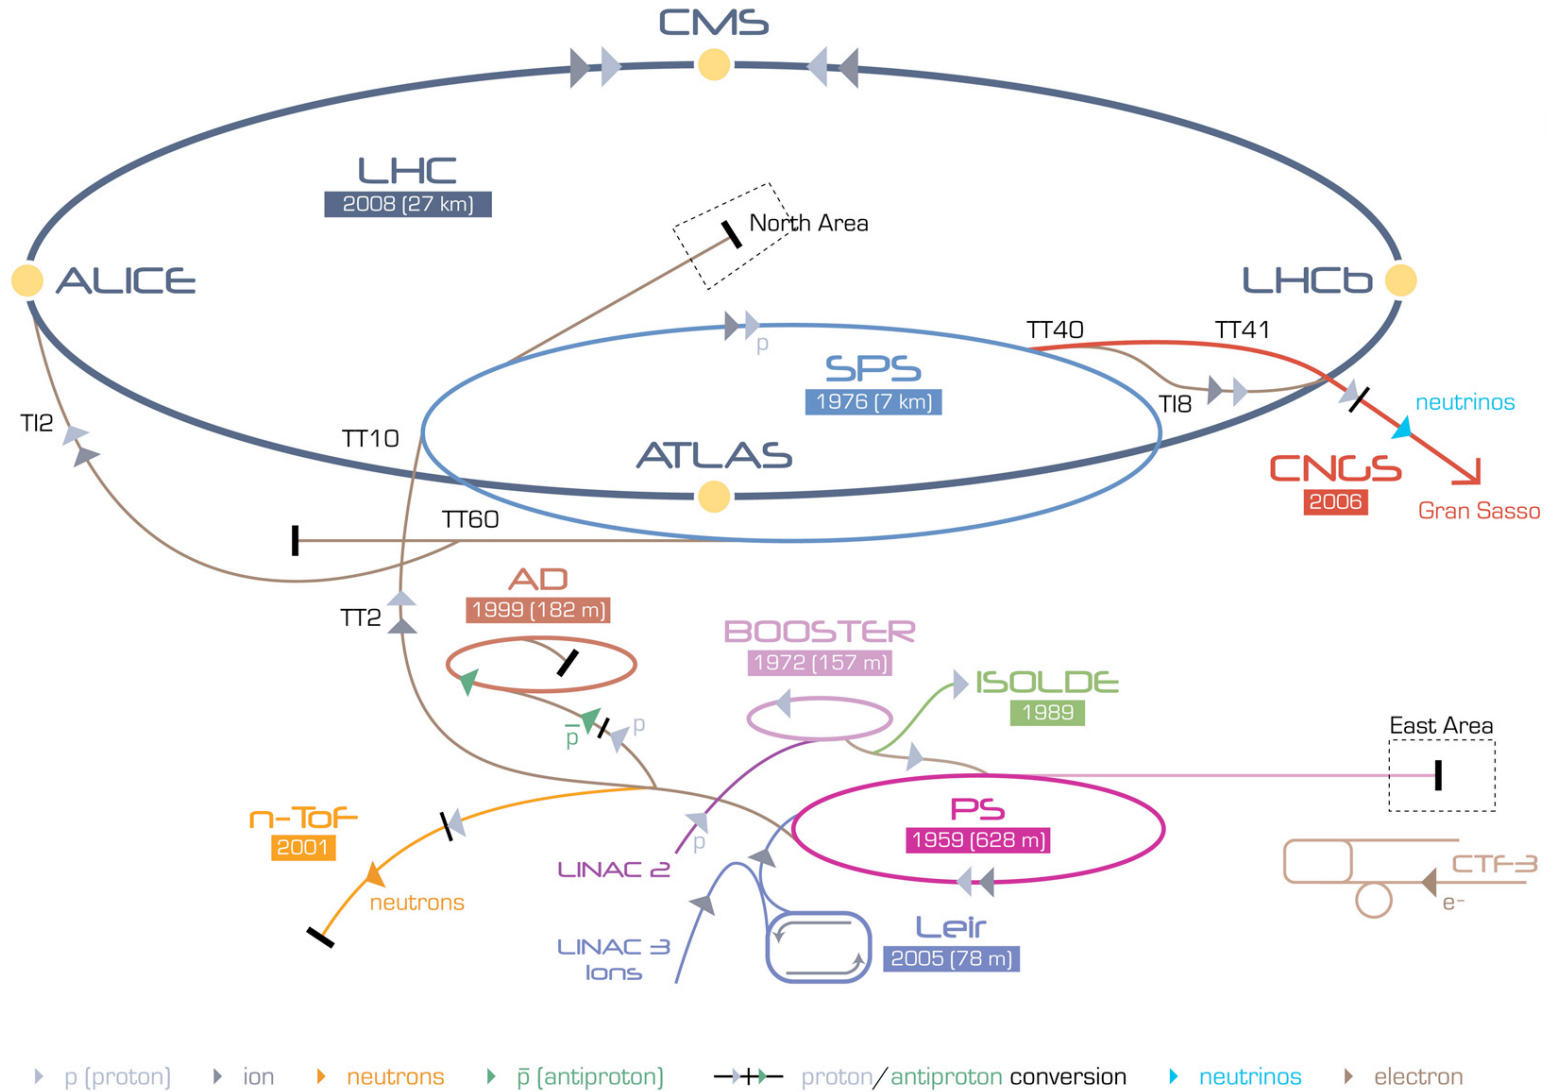 CMS
LHC
2008 (27 km)
North Area
ALICE
LHCb
TT40
TT41
p
SPS
1976 (7 km)
TI8
neutrinos
TI2
TT10
ATLAS
CNGS
2006
Gran Sasso
TT60
AD
1999 (182 m)
TT2
BOOSTER
1972 (157 m)
ISOLDE
1989
p̅
p
East Area
n-ToF
2001
PS
1959 (628 m)
p
LINAC 2
CTF-3
neutrons
e-
Leir
2005 (78 m)
LINAC 3
Ions
p (proton)
ion
neutrons
p̅ (antiproton)
proton/antiproton conversion
neutrinos
electron